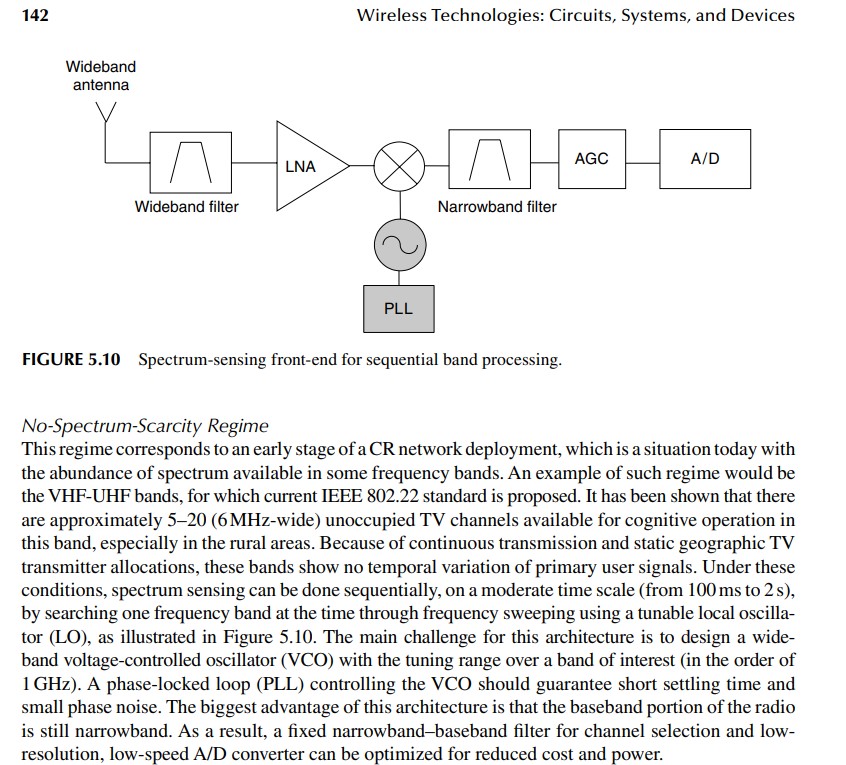 142
Wireless Technologies: Circuits, Systems, and Devices
Wideband
antenna
LNA
AGC
A/D
Wideband filter
Narrowband filter
PLL
FIGURE 5.10 Spectrum-sensing front-end for sequential band processing.
No-Spectrum-Scarcity Regime
This regime corresponds to an early stage of a CR network deployment, which is a situation today with
the abundance of spectrum available in some frequency bands. An example of such regime would be
the VHF-UHF bands, for which current IEEE 802.22 standard is proposed. It has been shown that there
are approximately 5–20 (6 MHz-wide) unoccupied TV channels available for cognitive operation in
this band, especially in the rural areas. Because of continuous transmission and static geographic TV
transmitter allocations, these bands show no temporal variation of primary user signals. Under these
conditions, spectrum sensing can be done sequentially, on a moderate time scale (from 100 ms to 2 s),
by searching one frequency band at the time through frequency sweeping using a tunable local oscilla-
tor (LO), as illustrated in Figure 5.10. The main challenge for this architecture is to design a wide-
band voltage-controlled oscillator (VCO) with the tuning range over a band of interest (in the order of
1 GHz). A phase-locked loop (PLL) controlling the VCO should guarantee short settling time and
small phase noise. The biggest advantage of this architecture is that the baseband portion of the radio
is still narrowband. As a result, a fixed narrowband–baseband filter for channel selection and low-
resolution, low-speed A/D converter can be optimized for reduced cost and power.